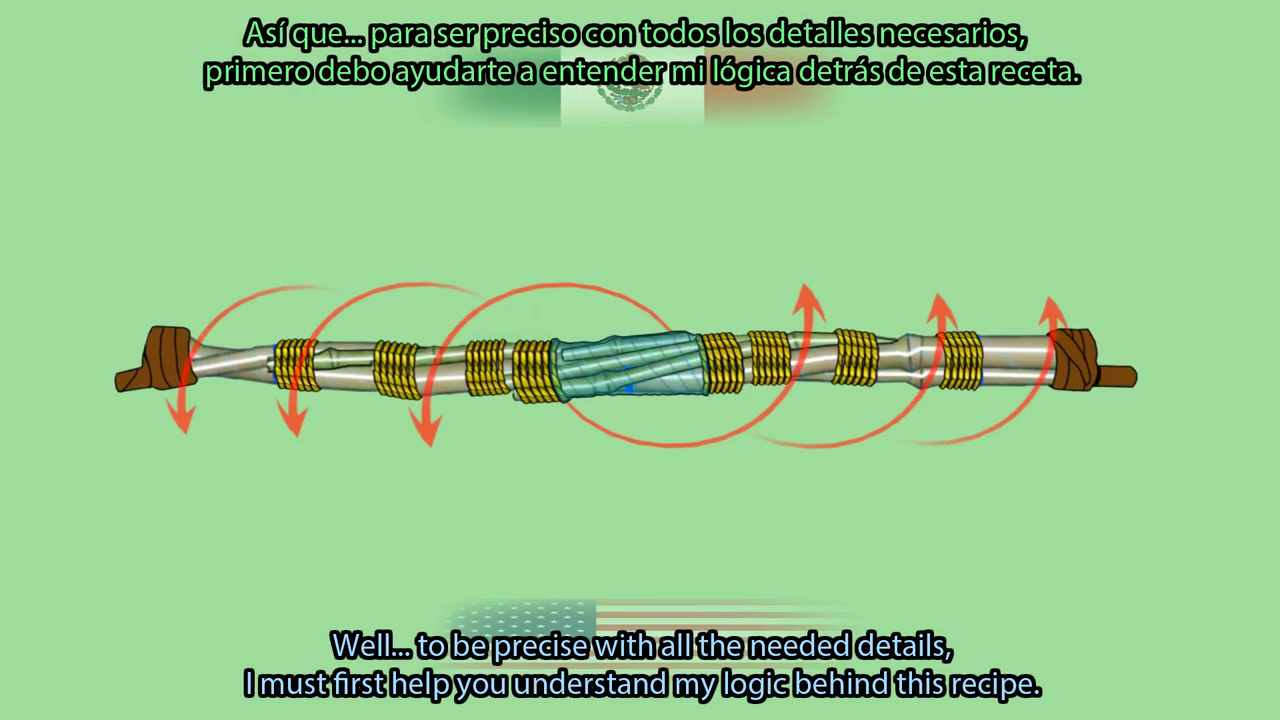 Así que... para ser preciso con todos los detalles necesarios,
primero debo ayudarte a entender mi lógica detrás de esta receta.
Well... to be precise with all the needed details,
I must first help you understand my logic behind this recipe.